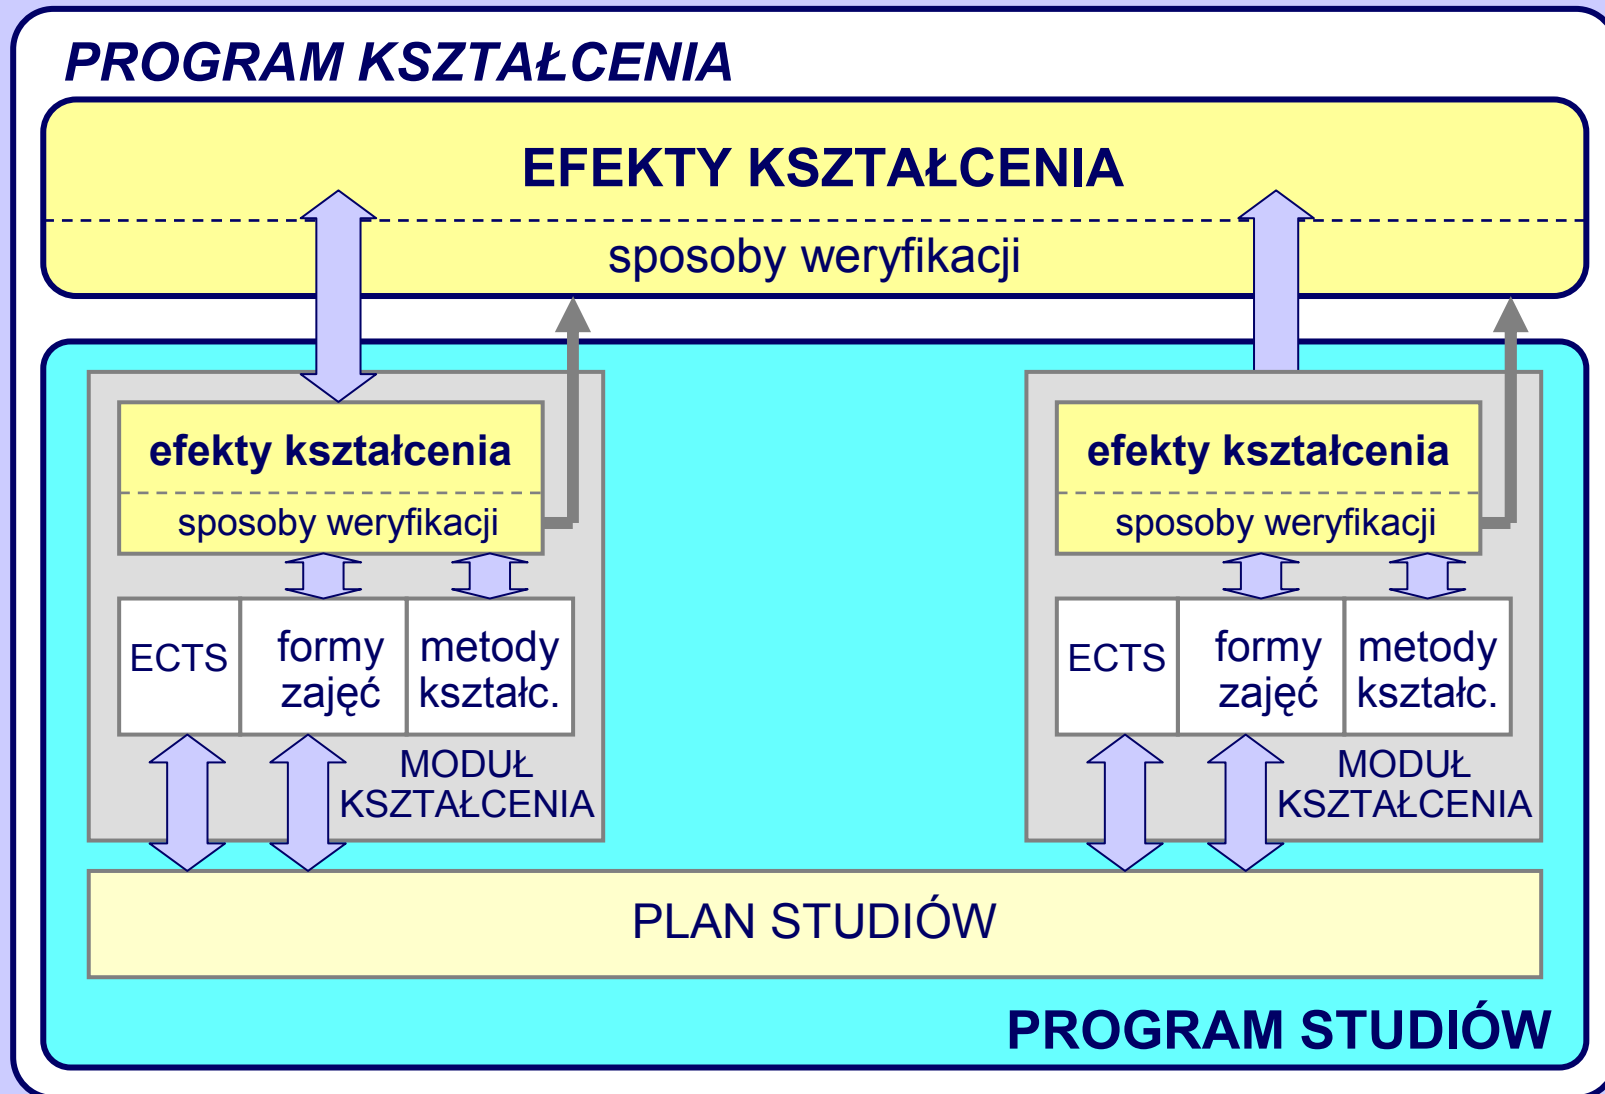 PROGRAM KSZTAŁCENIA
EFEKTY KSZTAŁCENIA
sposoby weryfikacji
efekty kształcenia
sposoby weryfikacji
ECTS
formy
zajęć
metody
kształc.
MODUŁ
KSZTAŁCENIA
efekty kształcenia
sposoby weryfikacji
ECTS
formy
zajęć
metody
kształc.
MODUŁ
KSZTAŁCENIA
PLAN STUDIÓW
PROGRAM STUDIÓW